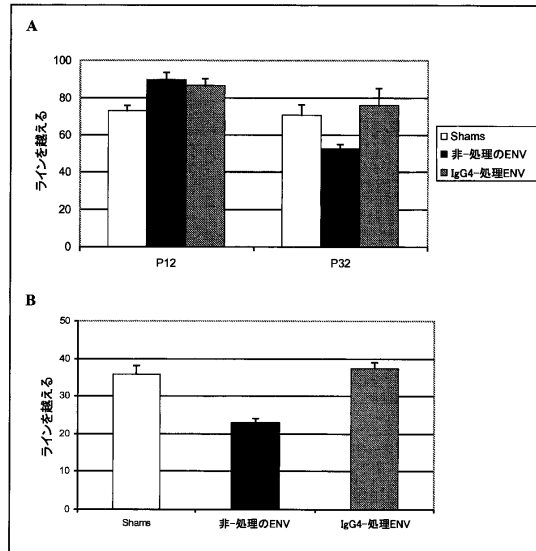 A
100
80
60
40
20
0
ラインを越える
P12
P32
Shams
非-処理のENV
IgG4-処理ENV
B
50
40
30
20
10
0
ラインを越える
Shams
非-処理のENV
IgG4-処理ENV